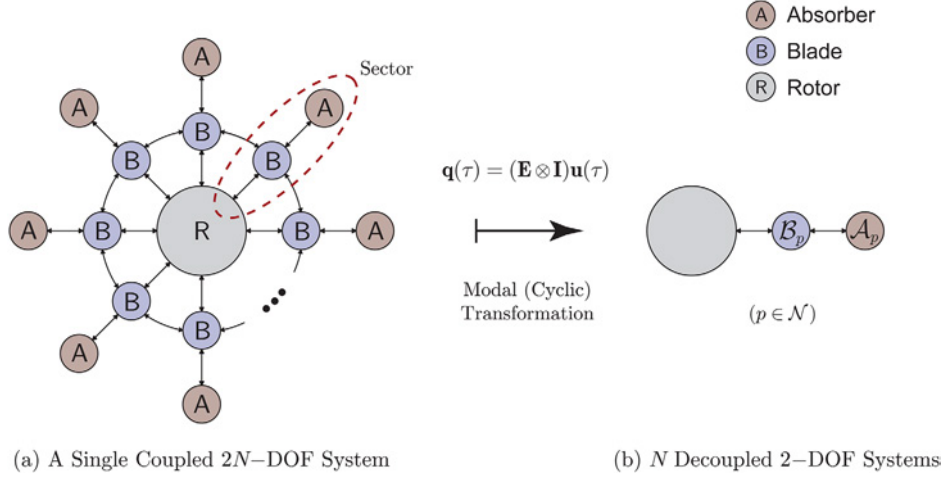 A Absorber
B Blade
R Rotor
Sector
A
A
A
B
B
B
A
B
R
B
A
B
B
A
A
q(τ) = (E ⊗ I)u(τ)
Modal (Cyclic)
Transformation
ℬₚ
𝒜ₚ
(p ∈ 𝒩)
(a) A Single Coupled 2N−DOF System
(b) N Decoupled 2−DOF Systems